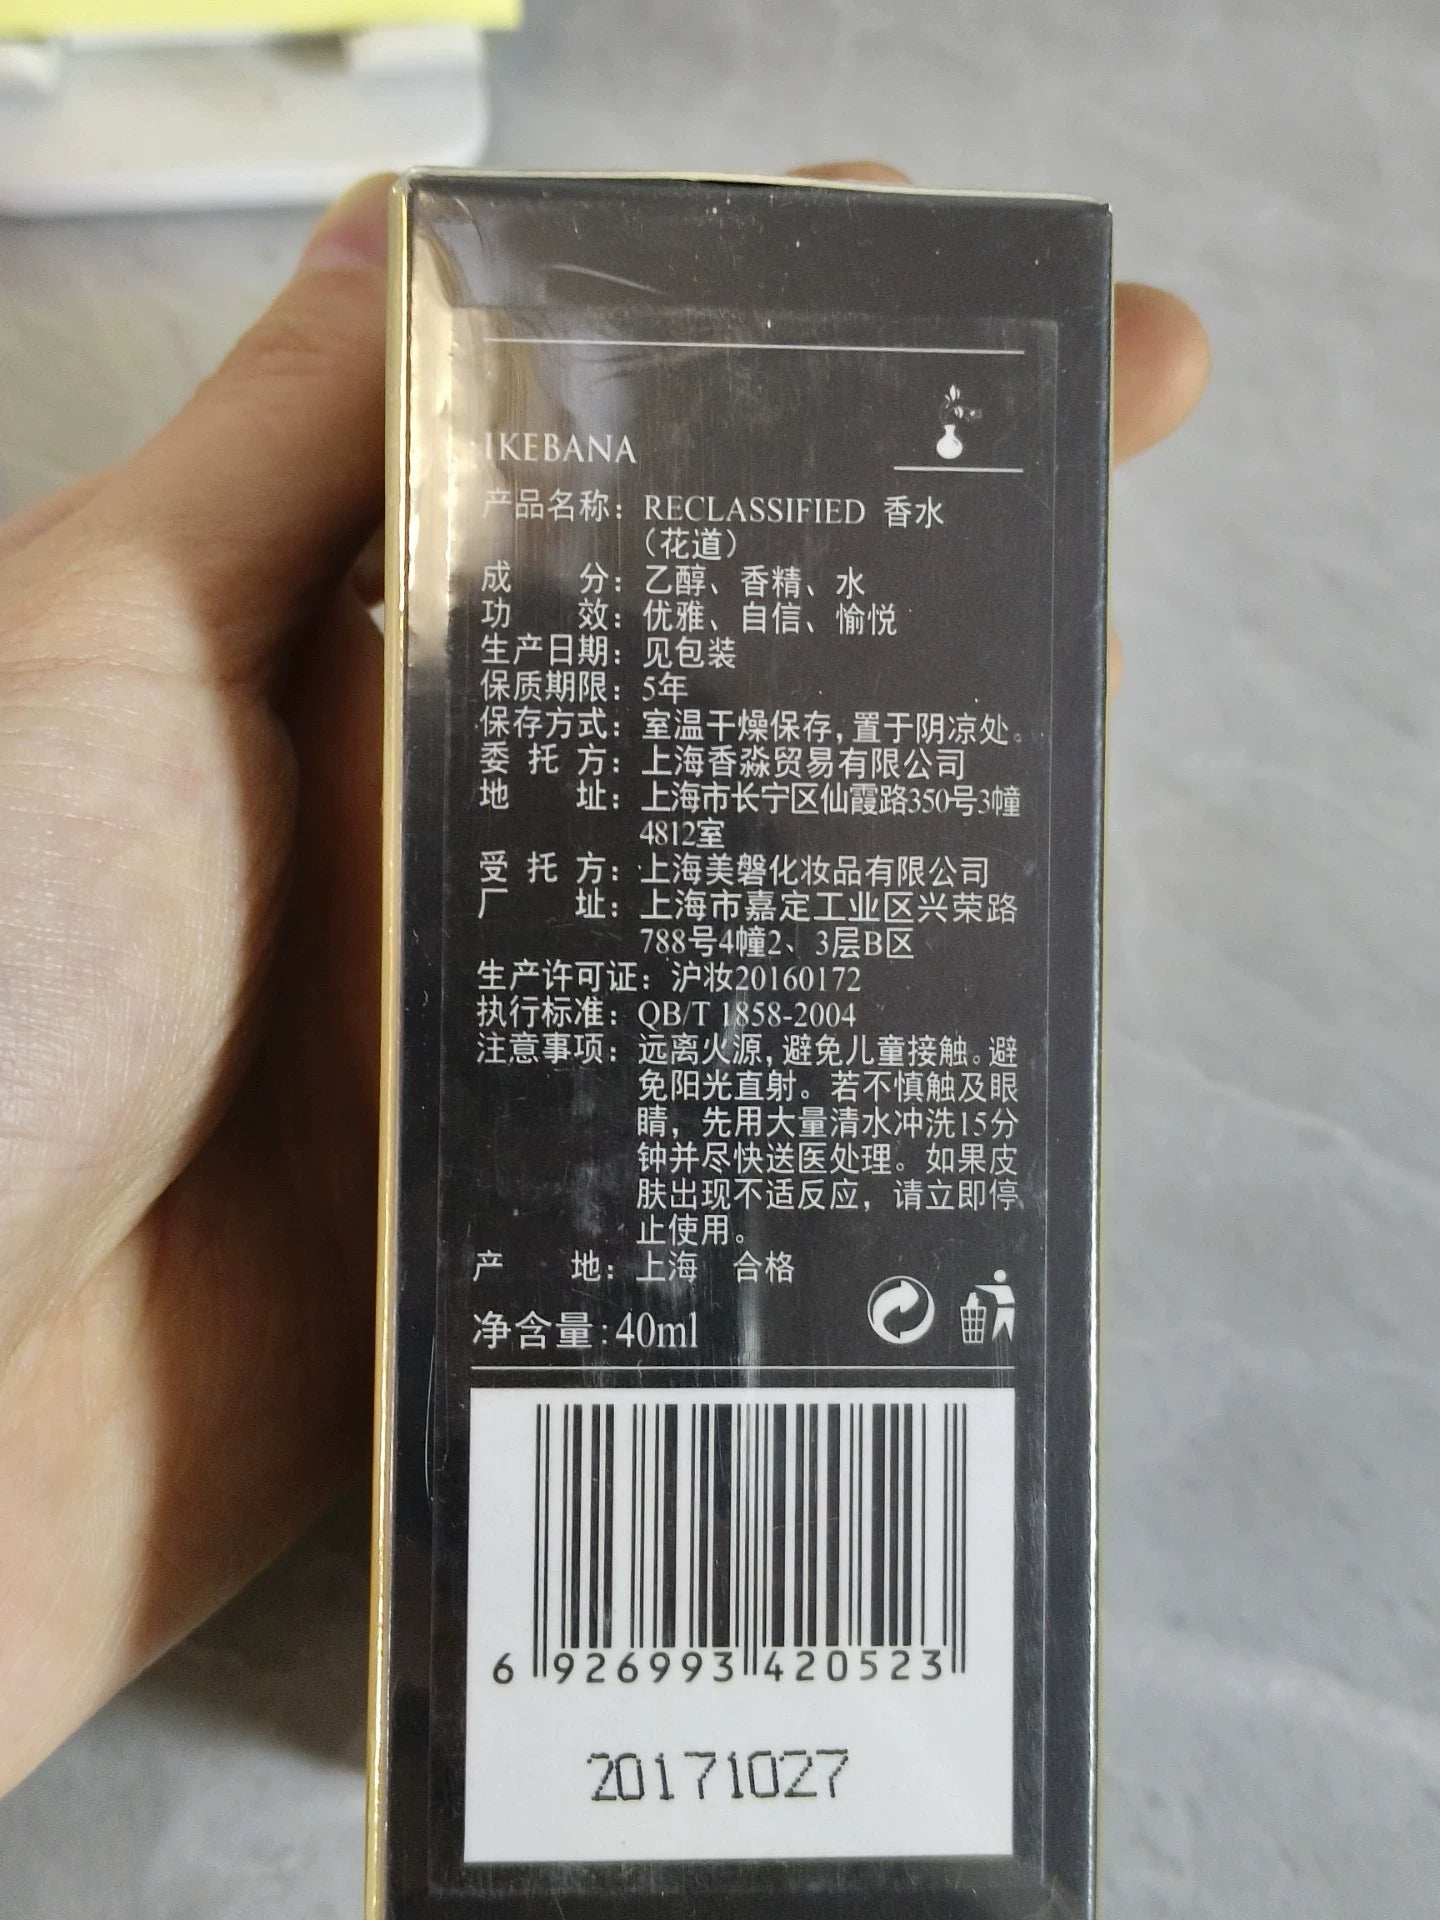 IKEBANA
产品名称：RECLASSIFIED 香水
（花道）
成分：乙醇、香精、水
功效：优雅、自信、愉悦
生产日期：见包装
保质期限：5年
保存方式：室温干燥保存，置于阴凉处。
委托方：上海香淼贸易有限公司
地址：上海市长宁区仙霞路350号3幢
4812室
受托方：上海美磐化妆品有限公司
厂址：上海市嘉定工业区兴荣路
788号4幢2、3层B区
生产许可证：沪妆20160172
执行标准：QB/T 1858-2004
注意事项：远离火源，避免儿童接触。避
免阳光直射。若不慎触及眼
睛，先用大量清水冲洗15分
钟并尽快送医处理。如果皮
肤出现不适反应，请立即停
止使用。
产地：上海 合格
净含量:40ml
6 926993 420523
20171027